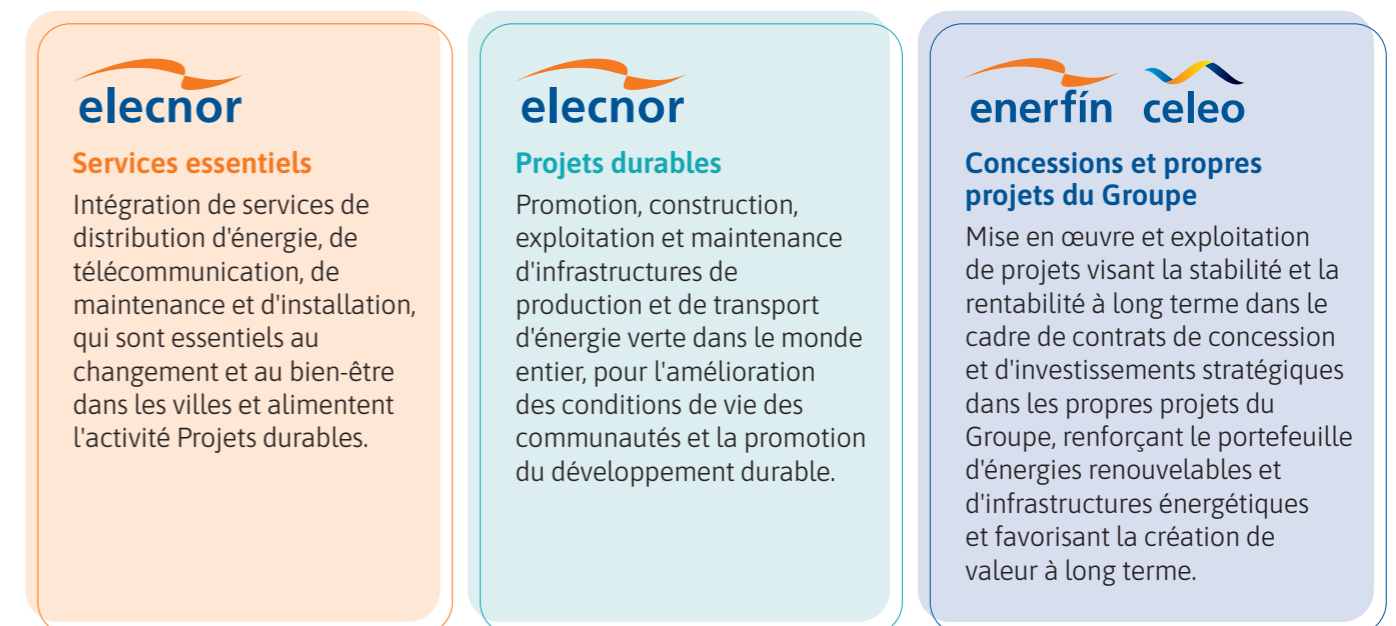 elecnor
Services essentiels
Intégration de services de
distribution d'énergie, de
télécommunication, de
maintenance et d'installation,
qui sont essentiels au
changement et au bien-être
dans les villes et alimentent
l'activité Projets durables.
elecnor
Projets durables
Promotion, construction,
exploitation et maintenance
d'infrastructures de
production et de transport
d'énergie verte dans le monde
entier, pour l'amélioration
des conditions de vie des
communautés et la promotion
du développement durable.
enerfín celeo
Concessions et propres
projets du Groupe
Mise en œuvre et exploitation
de projets visant la stabilité et la
rentabilité à long terme dans le
cadre de contrats de concession
et d'investissements stratégiques
dans les propres projets du
Groupe, renforçant le portefeuille
d'énergies renouvelables et
d'infrastructures énergétiques
et favorisant la création de
valeur à long terme.